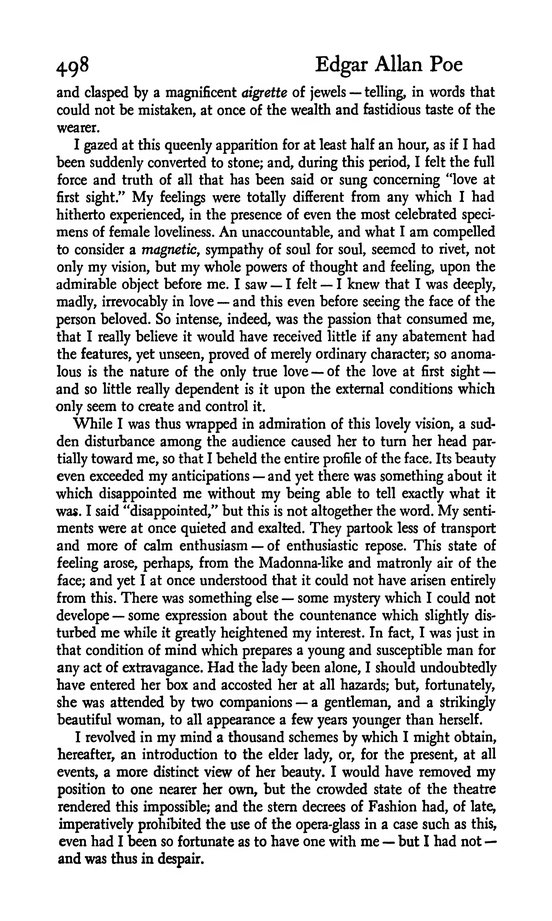 498 Edgar Allan Poe
and clasped by a magnificent aigrette of jewels — telling, in words that
could not be mistaken, at once of the wealth and fastidious taste of the
wearer.
I gazed at this queenly apparition for at least half an hour, as if I had
been suddenly converted to stone; and, during this period, I felt the full
force and truth of all that has been said or sung concerning "love at
first sight." My feelings were totally different from any which I had
hitherto experienced, in the presence of even the most celebrated speci-
mens of female loveliness. An unaccountable, and what I am compelled
to consider a magnetic, sympathy of soul for soul, seemed to rivet, not
only my vision, but my whole powers of thought and feeling, upon the
admirable object before me. I saw — I felt — I knew that I was deeply,
madly, irrevocably in love — and this even before seeing the face of the
person beloved. So intense, indeed, was the passion that consumed me,
that I really believe it would have received little if any abatement had
the features, yet unseen, proved of merely ordinary character; so anoma-
lous is the nature of the only true love — of the love at first sight —
and so little really dependent is it upon the external conditions which
only seem to create and control it.
While I was thus wrapped in admiration of this lovely vision, a sud-
den disturbance among the audience caused her to turn her head par-
tially toward me, so that I beheld the entire profile of the face. Its beauty
even exceeded my anticipations — and yet there was something about it
which disappointed me without my being able to tell exactly what it
was. I said "disappointed," but this is not altogether the word. My senti-
ments were at once quieted and exalted. They partook less of transport
and more of calm enthusiasm — of enthusiastic repose. This state of
feeling arose, perhaps, from the Madonna-like and matronly air of the
face; and yet I at once understood that it could not have arisen entirely
from this. There was something else — some mystery which I could not
develope — some expression about the countenance which slightly dis-
turbed me while it greatly heightened my interest. In fact, I was just in
that condition of mind which prepares a young and susceptible man for
any act of extravagance. Had the lady been alone, I should undoubtedly
have entered her box and accosted her at all hazards; but, fortunately,
she was attended by two companions — a gentleman, and a strikingly
beautiful woman, to all appearance a few years younger than herself.
I revolved in my mind a thousand schemes by which I might obtain,
hereafter, an introduction to the elder lady, or, for the present, at all
events, a more distinct view of her beauty. I would have removed my
position to one nearer her own, but the crowded state of the theatre
rendered this impossible; and the stern decrees of Fashion had, of late,
imperatively prohibited the use of the opera-glass in a case such as this,
even had I been so fortunate as to have one with me — but I had not —
and was thus in despair.